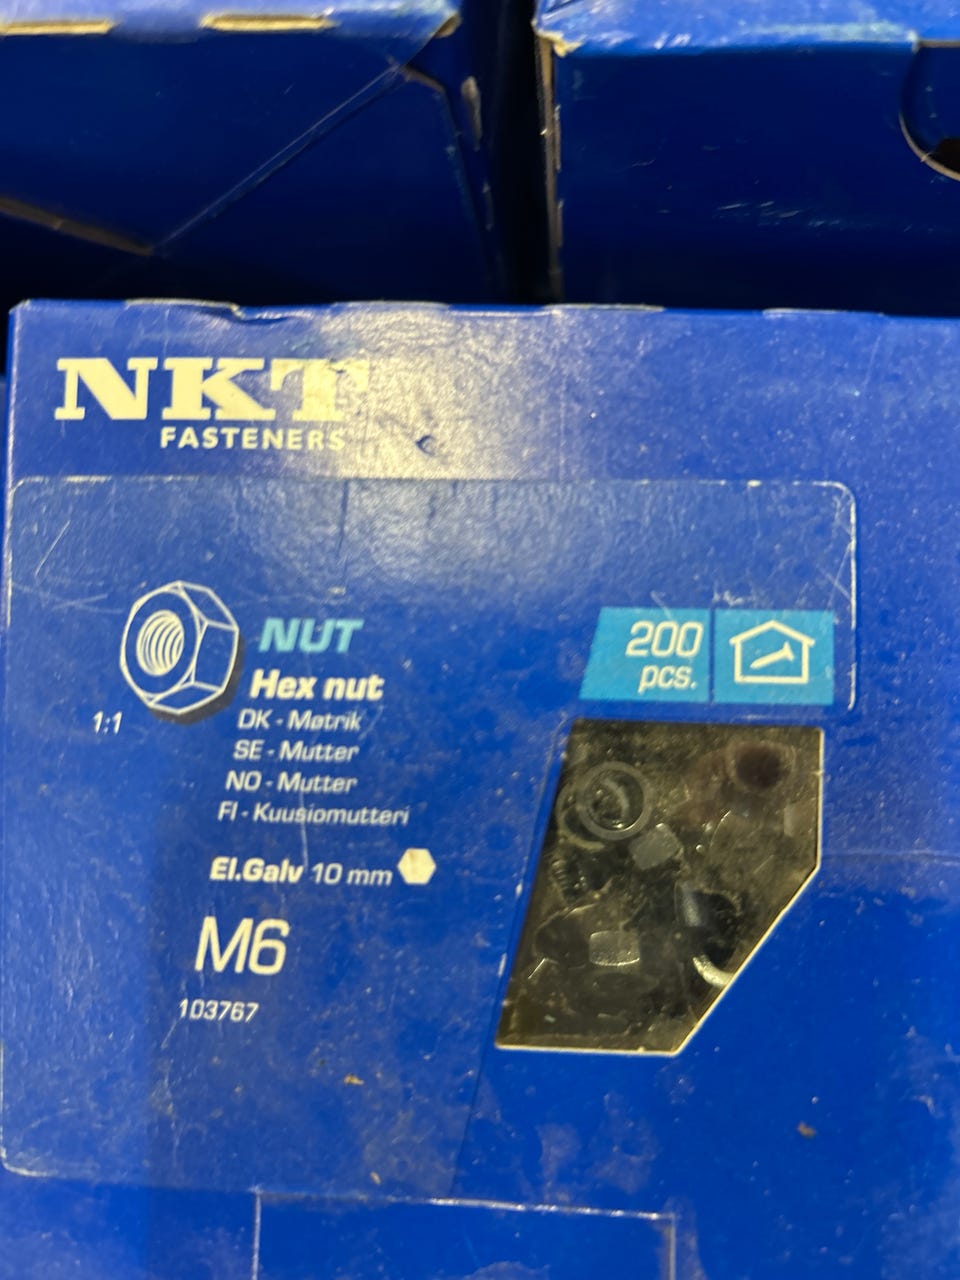 NKT
FASTENERS
NUT
Hex nut
1:1
DK - Møtrik
SE - Mutter
NO - Mutter
FI - Kuusiomutteri
El.Galv 10 mm
M6
103767
200
pcs.